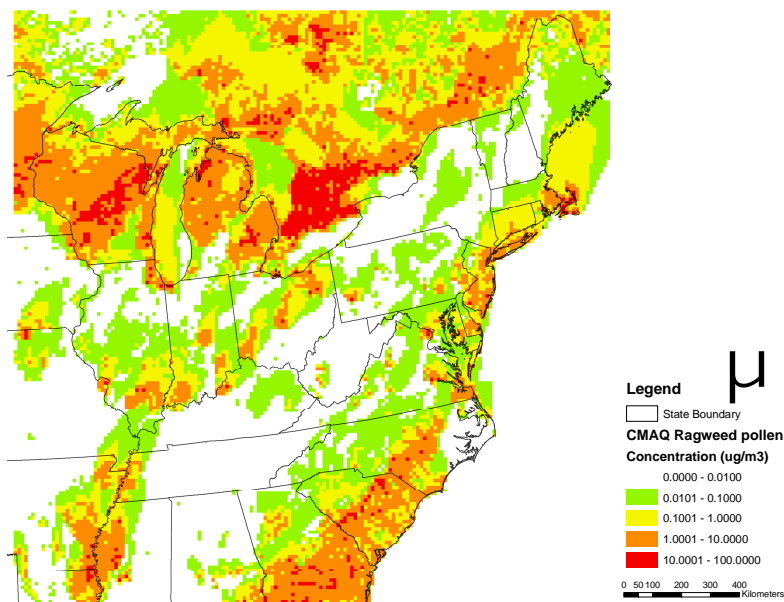 µ
Legend
State Boundary
CMAQ Ragweed pollen
Concentration (ug/m3)
0.0000 - 0.0100
0.0101 - 0.1000
0.1001 - 1.0000
1.0001 - 10.0000
10.0001 - 100.0000
0 50 100 200 300 400
Kilometers